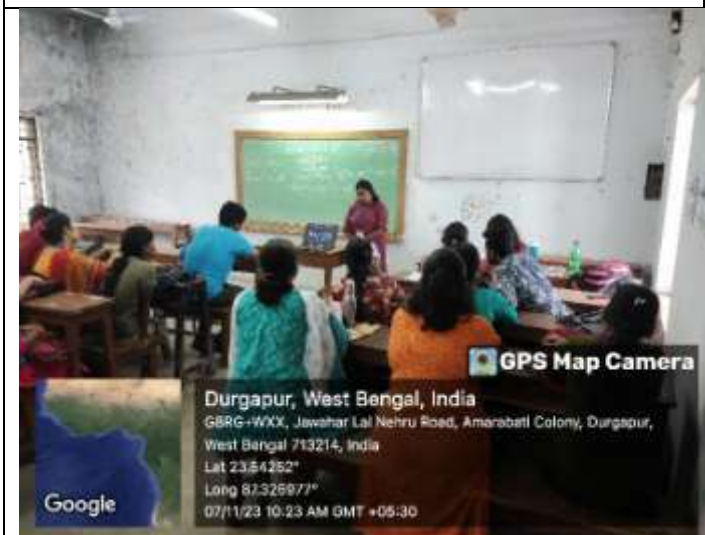 GPS Map Camera
Durgapur, West Bengal, India
G8RG+WXX, Jawahar Lal Nehru Road, Amarabati Colony, Durgapur,
West Bengal 713214, India
Lat 23.54252°
Long 87.326977°
07/11/23 10:23 AM GMT +05:30
Google